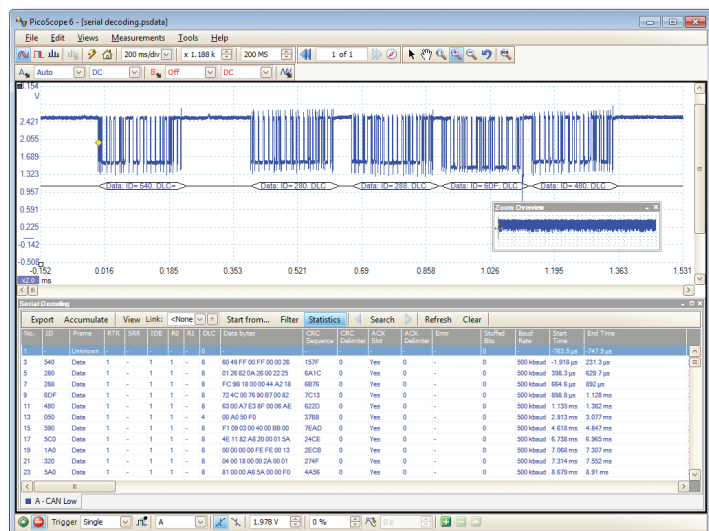 PicoScope 6 - [serial decoding.psdata]
File Edit Views Measurements Tools Help
200 ms/div x 1.188 k 200 MS 1 of 1
A Auto DC B Off DC
V
2.421
2.055
1.689
1.323
0.957
0.591
0.225
-0.142
-0.508
Data: ID= 540, DLC= Data: ID= 280, DLC Data: ID= 288, DLC Data: ID= 6DF, DLC Data: ID= 480, DLC
Zoom Overview
-0.152 0.016 0.185 0.353 0.521 0.69 0.858 1.026 1.195 1.363 1.531
x2.0 ms
Serial Decoding
Export Accumulate View Link: <None Start from... Filter Statistics Search Refresh Clear
No. ID Frame RTR SRR IDE R0 R1 DLC Data bytes CRC Sequence CRC Delimiter ACK Slot ACK Delimiter Error Stuffed Bits Baud Rate Start Time End Time
1 - Unknown - - - - - 0 - - - - - - 0 - -763.5 µs -747.5 µs
3 540 Data 1 - 1 1 - 8 60 49 FF 00 FF 00 00 26 157F 0 Yes 0 - 0 500 kbaud -1.918 µs 231.3 µs
5 280 Data 1 - 1 1 - 8 01 26 82 0A 26 00 22 25 6A1C 0 Yes 0 - 0 500 kbaud 398.3 µs 629.7 µs
7 288 Data 1 - 1 1 - 8 FC 9B 18 00 00 44 A2 18 6B76 0 Yes 0 - 0 500 kbaud 664.6 µs 892 µs
9 6DF Data 1 - 1 1 - 8 72 4C 00 76 90 B7 00 82 7C13 0 Yes 0 - 0 500 kbaud 898.8 µs 1.128 ms
11 480 Data 1 - 1 1 - 8 63 00 A7 E3 8F 00 06 AE 622D 0 Yes 0 - 0 500 kbaud 1.135 ms 1.362 ms
13 050 Data 1 - 1 1 - 4 00 A0 50 F0 37B8 0 Yes 0 - 0 500 kbaud 2.913 ms 3.077 ms
15 590 Data 1 - 1 1 - 8 F1 09 03 00 40 00 BB 00 7EAD 0 Yes 0 - 0 500 kbaud 4.618 ms 4.847 ms
17 5C0 Data 1 - 1 1 - 8 4E 11 82 A6 20 00 01 5A 24CE 0 Yes 0 - 0 500 kbaud 6.738 ms 6.965 ms
19 1A0 Data 1 - 1 1 - 8 00 00 00 00 FE FE 00 13 2ECB 0 Yes 0 - 0 500 kbaud 7.068 ms 7.307 ms
21 320 Data 1 - 1 1 - 8 04 00 18 00 00 2A 00 01 274F 0 Yes 0 - 0 500 kbaud 7.314 ms 7.552 ms
23 5A0 Data 1 - 1 1 - 8 81 00 00 A6 5A 00 00 F0 4A56 0 Yes 0 - 0 500 kbaud 8.679 ms 8.91 ms
A - CAN Low
Trigger Single A 1.978 V 0 % 0 s